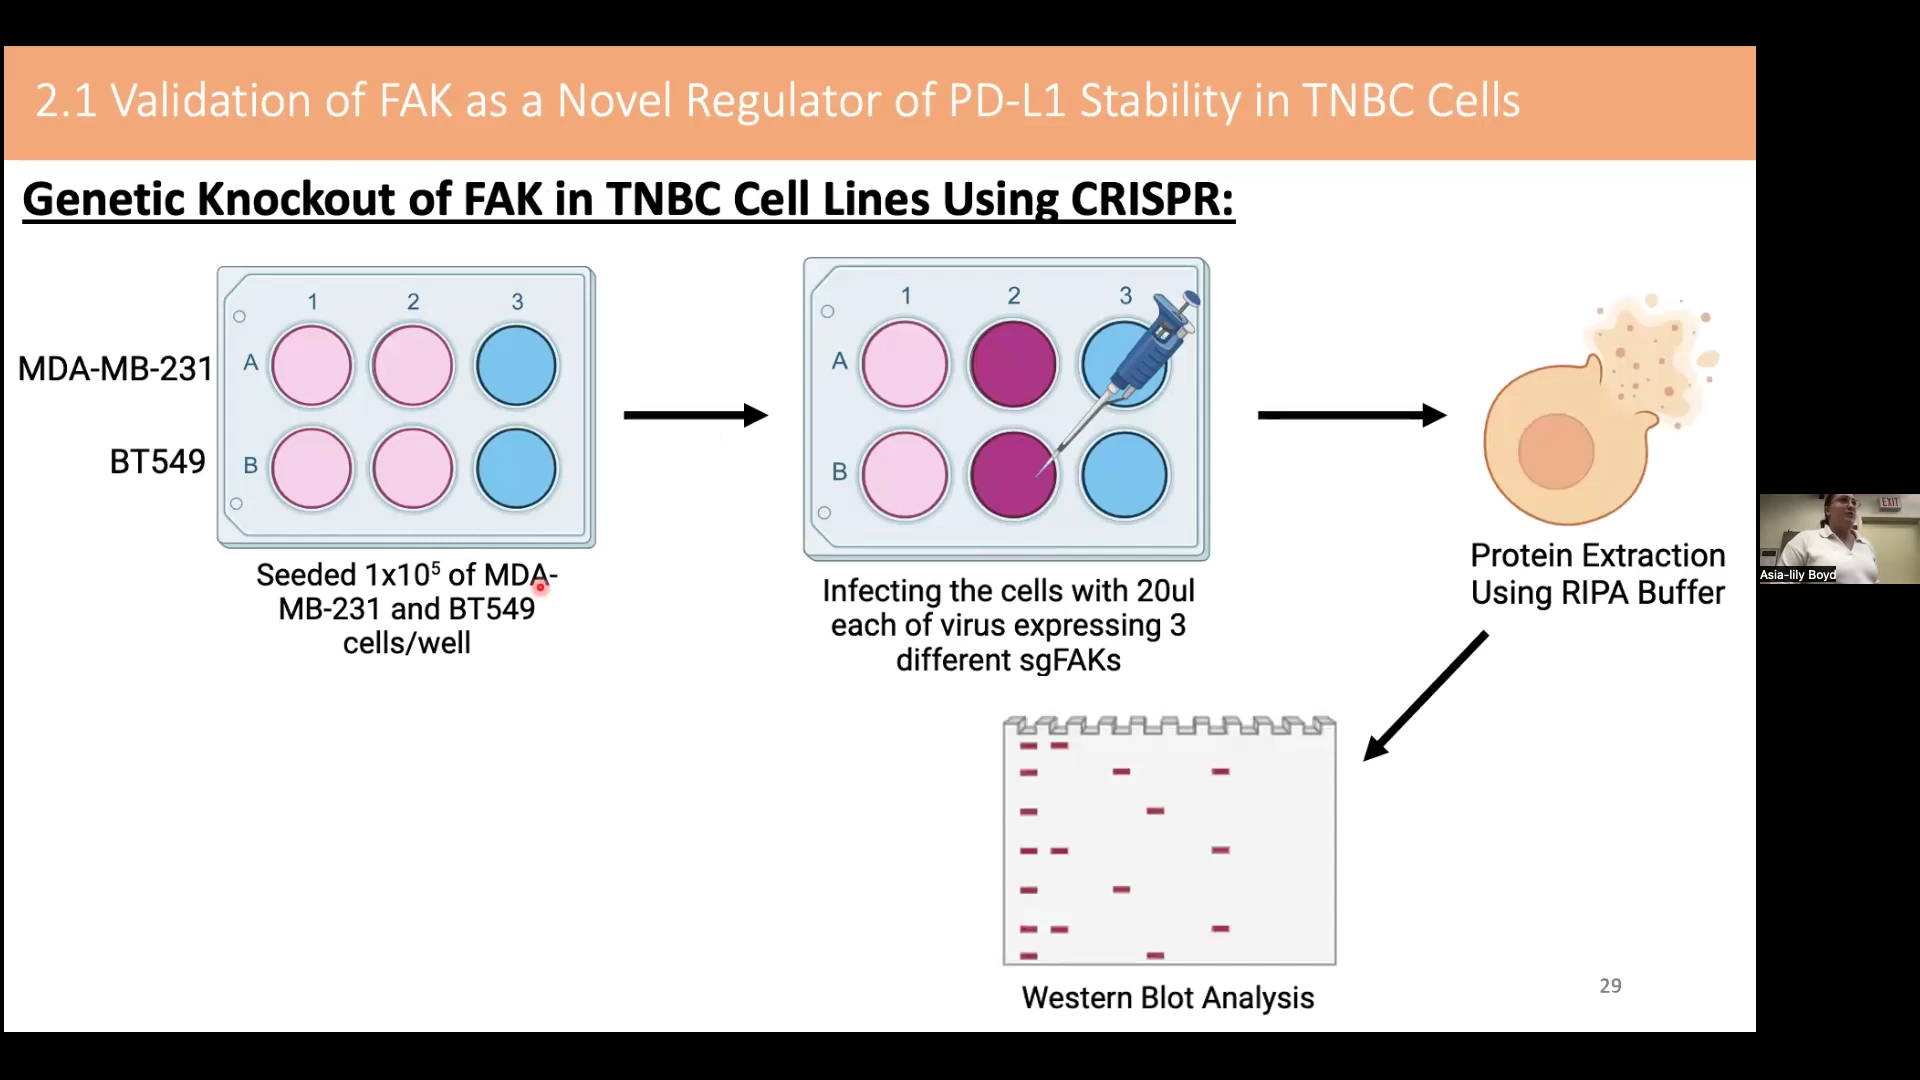 2.1 Validation of FAK as a Novel Regulator of PD-L1 Stability in TNBC Cells
Genetic Knockout of FAK in TNBC Cell Lines Using CRISPR:
1 2 3
MDA-MB-231 A
BT549 B
Seeded 1x10⁵ of MDA-
MB-231 and BT549
cells/well
1 2 3
A
B
Infecting the cells with 20ul
each of virus expressing 3
different sgFAKs
Protein Extraction
Using RIPA Buffer
Western Blot Analysis
29
EXIT
Asia-lily Boyd